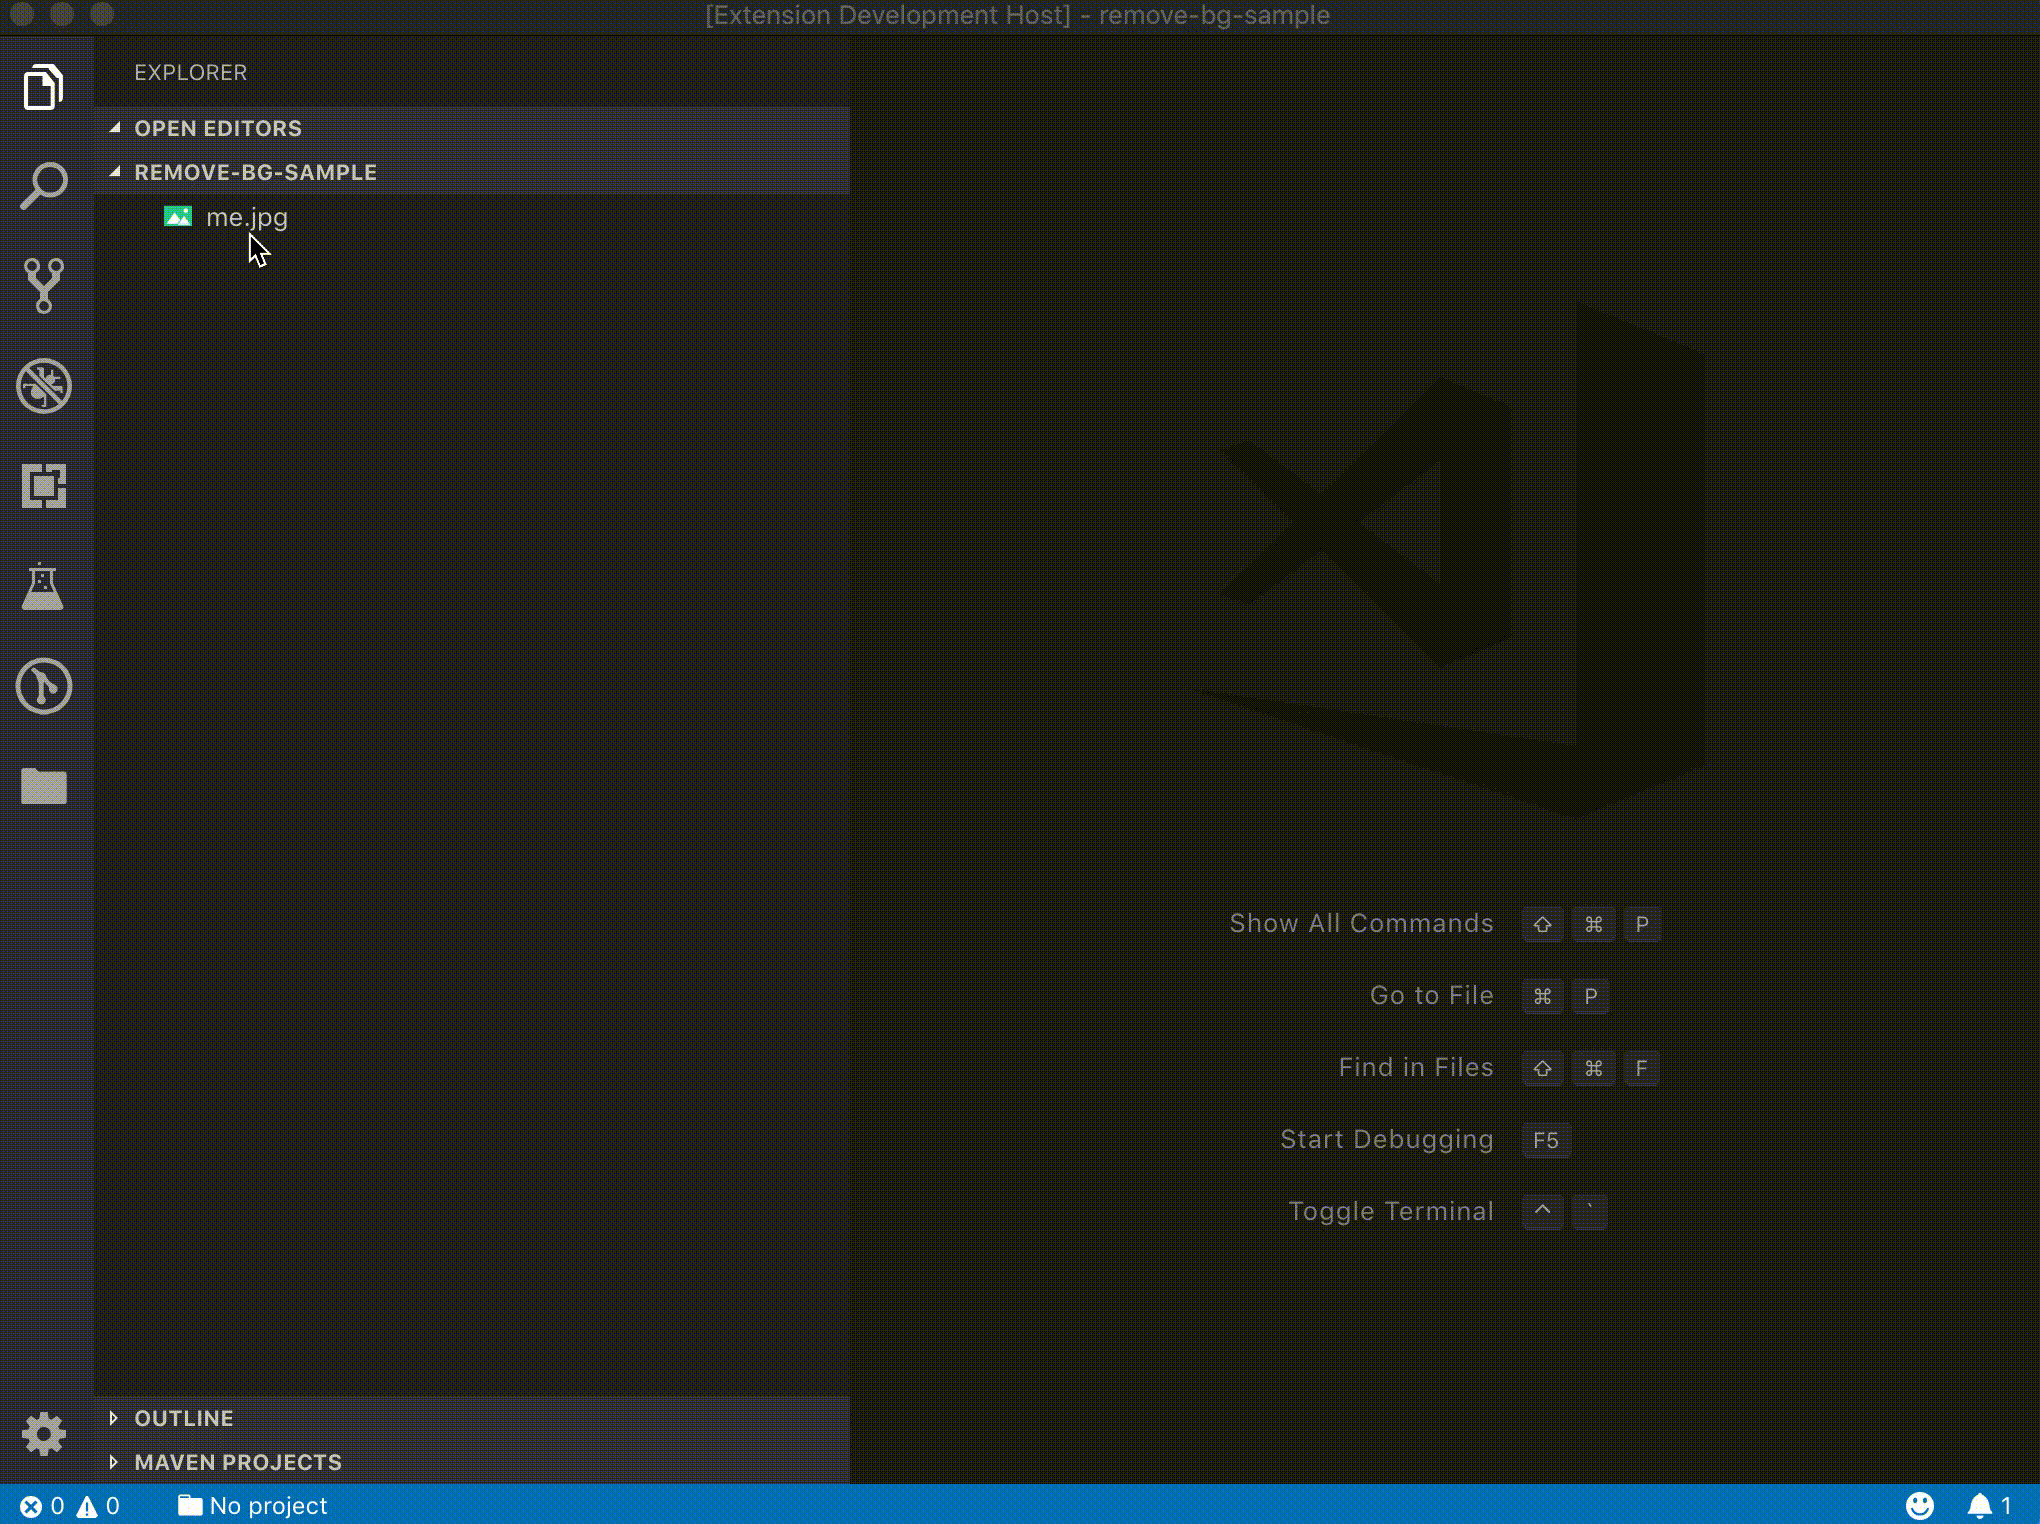 [Extension Development Host] - remove-bg-sample
EXPLORER
OPEN EDITORS
REMOVE-BG-SAMPLE
me.jpg
Show All Commands ⇧ ⌘ P
Go to File ⌘ P
Find in Files ⇧ ⌘ F
Start Debugging F5
Toggle Terminal ^ `
OUTLINE
MAVEN PROJECTS
0 0 No project 1